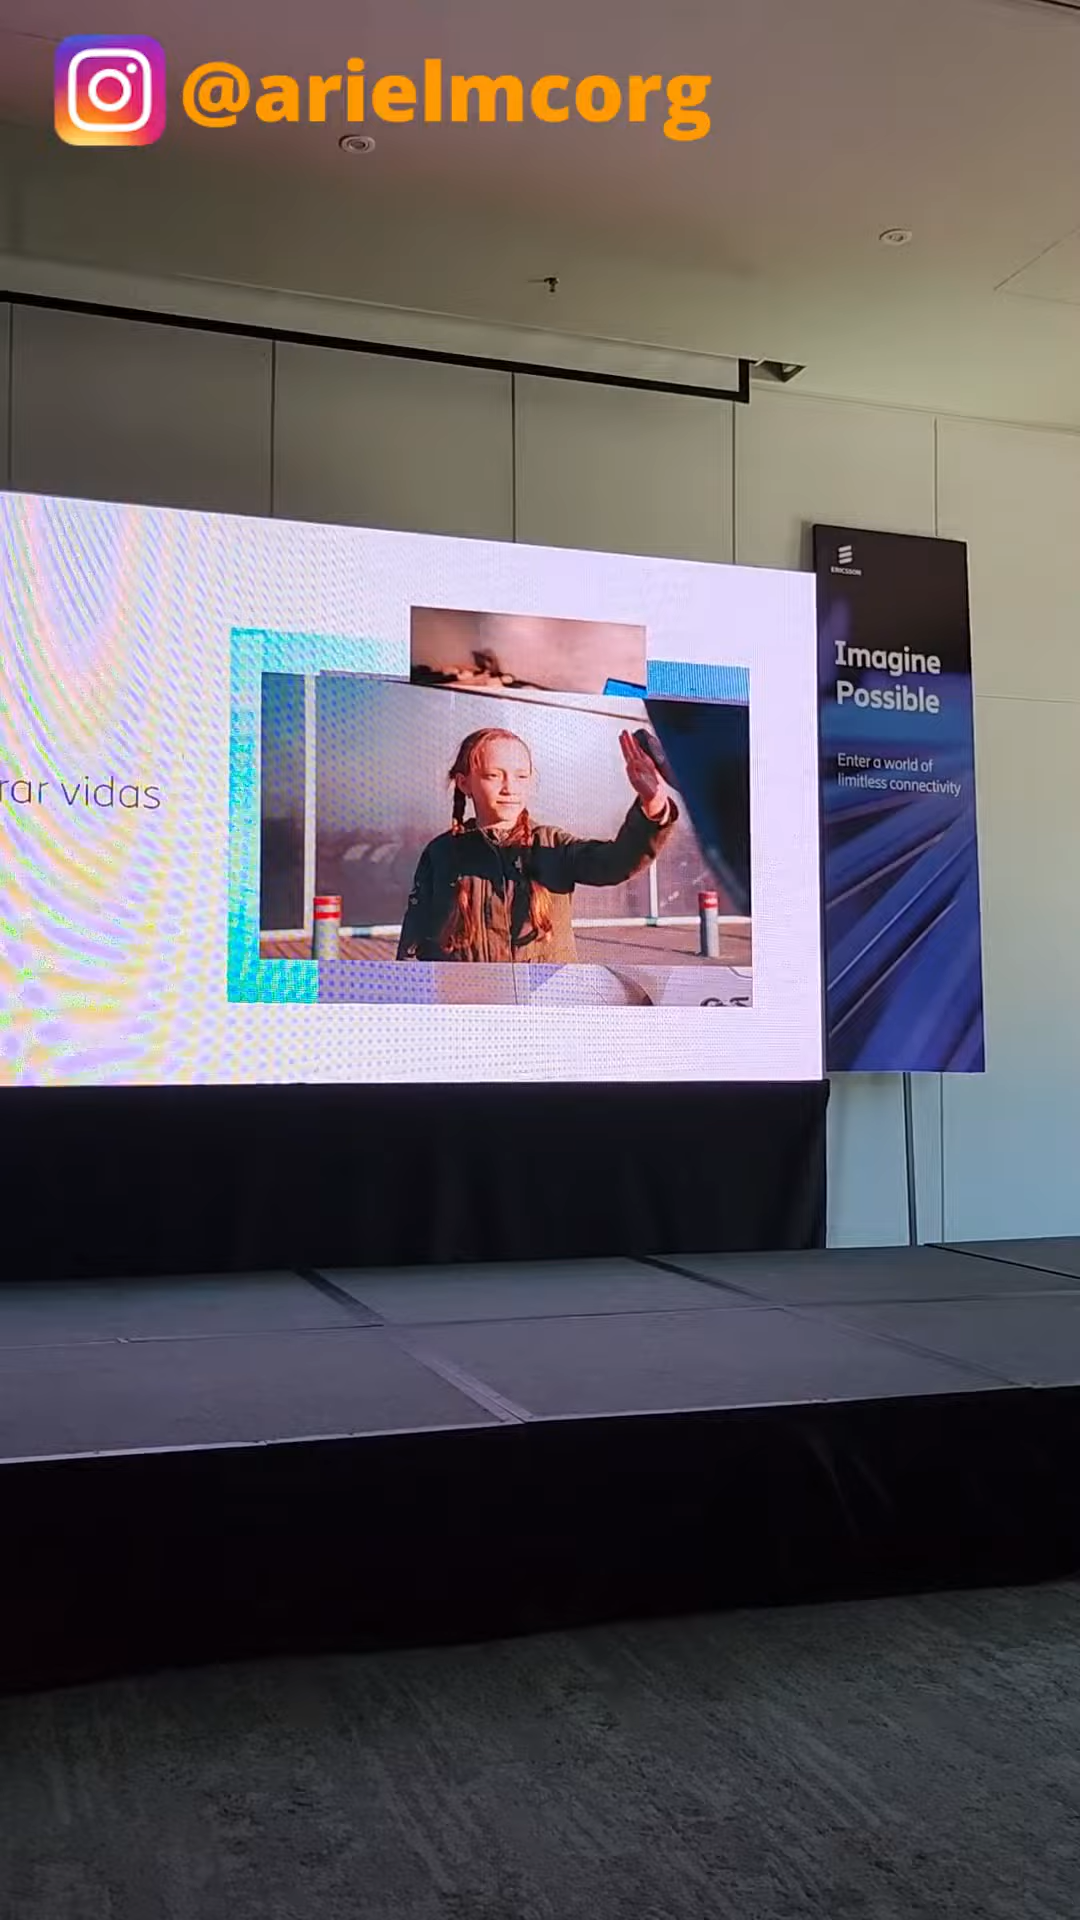 @arielmcorg
ERICSSON
Imagine
Possible
Enter a world of
limitless connectivity
rar vidas